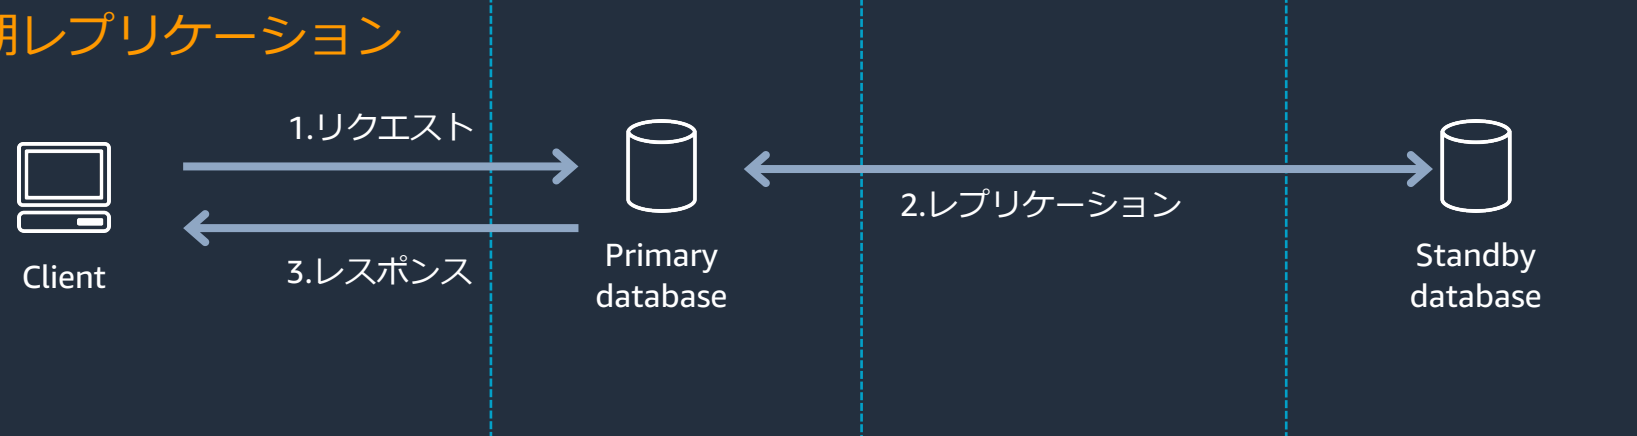 期レプリケーション
1.リクエスト
2.レプリケーション
3.レスポンス
Client
Primary
database
Standby
database